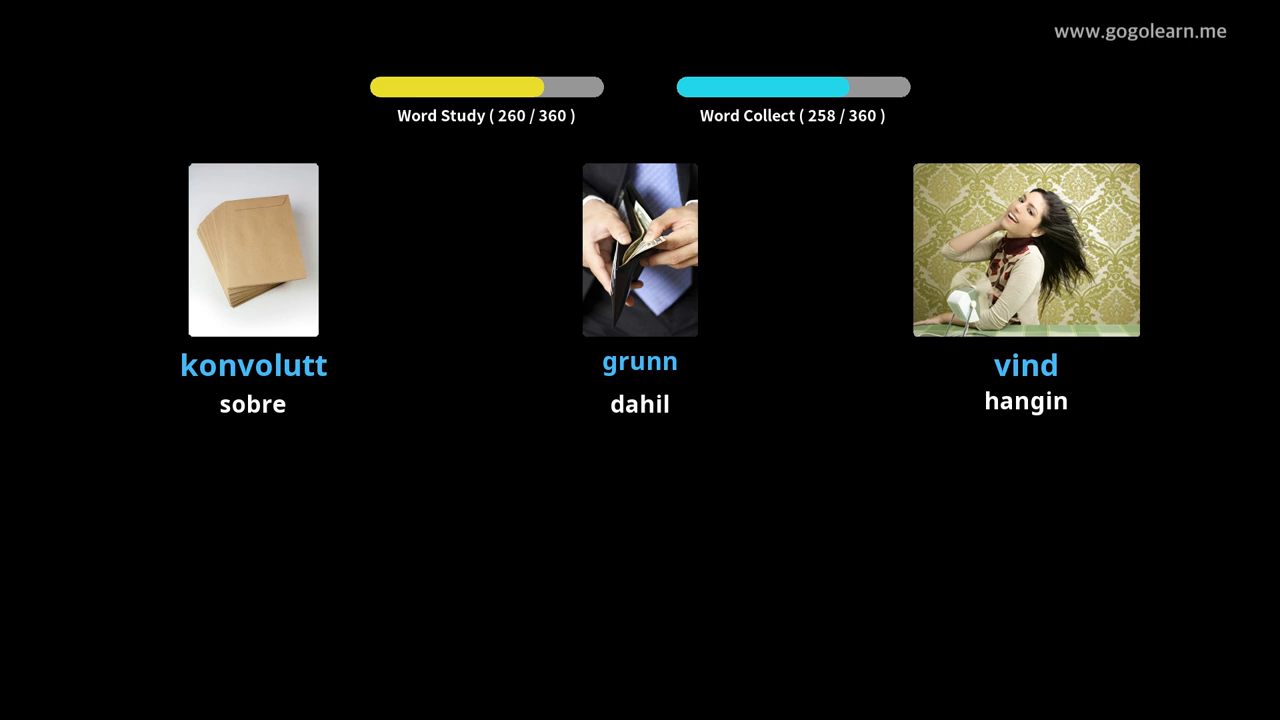 www.gogolearn.me
Word Study ( 260 / 360 )
Word Collect ( 258 / 360 )
konvolutt
sobre
grunn
dahil
vind
hangin